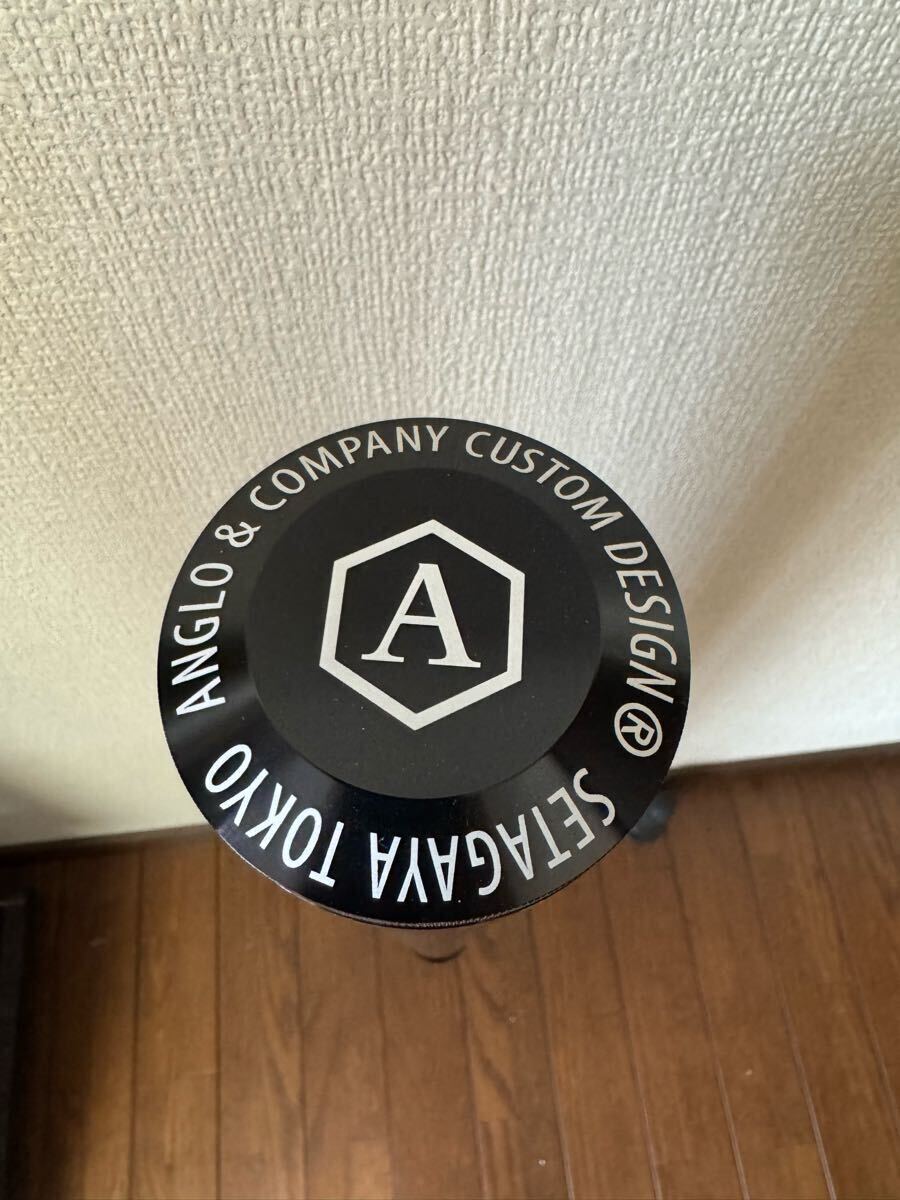 ANGLO & COMPANY CUSTOM DESIGN®
SETAGAYA TOKYO
A